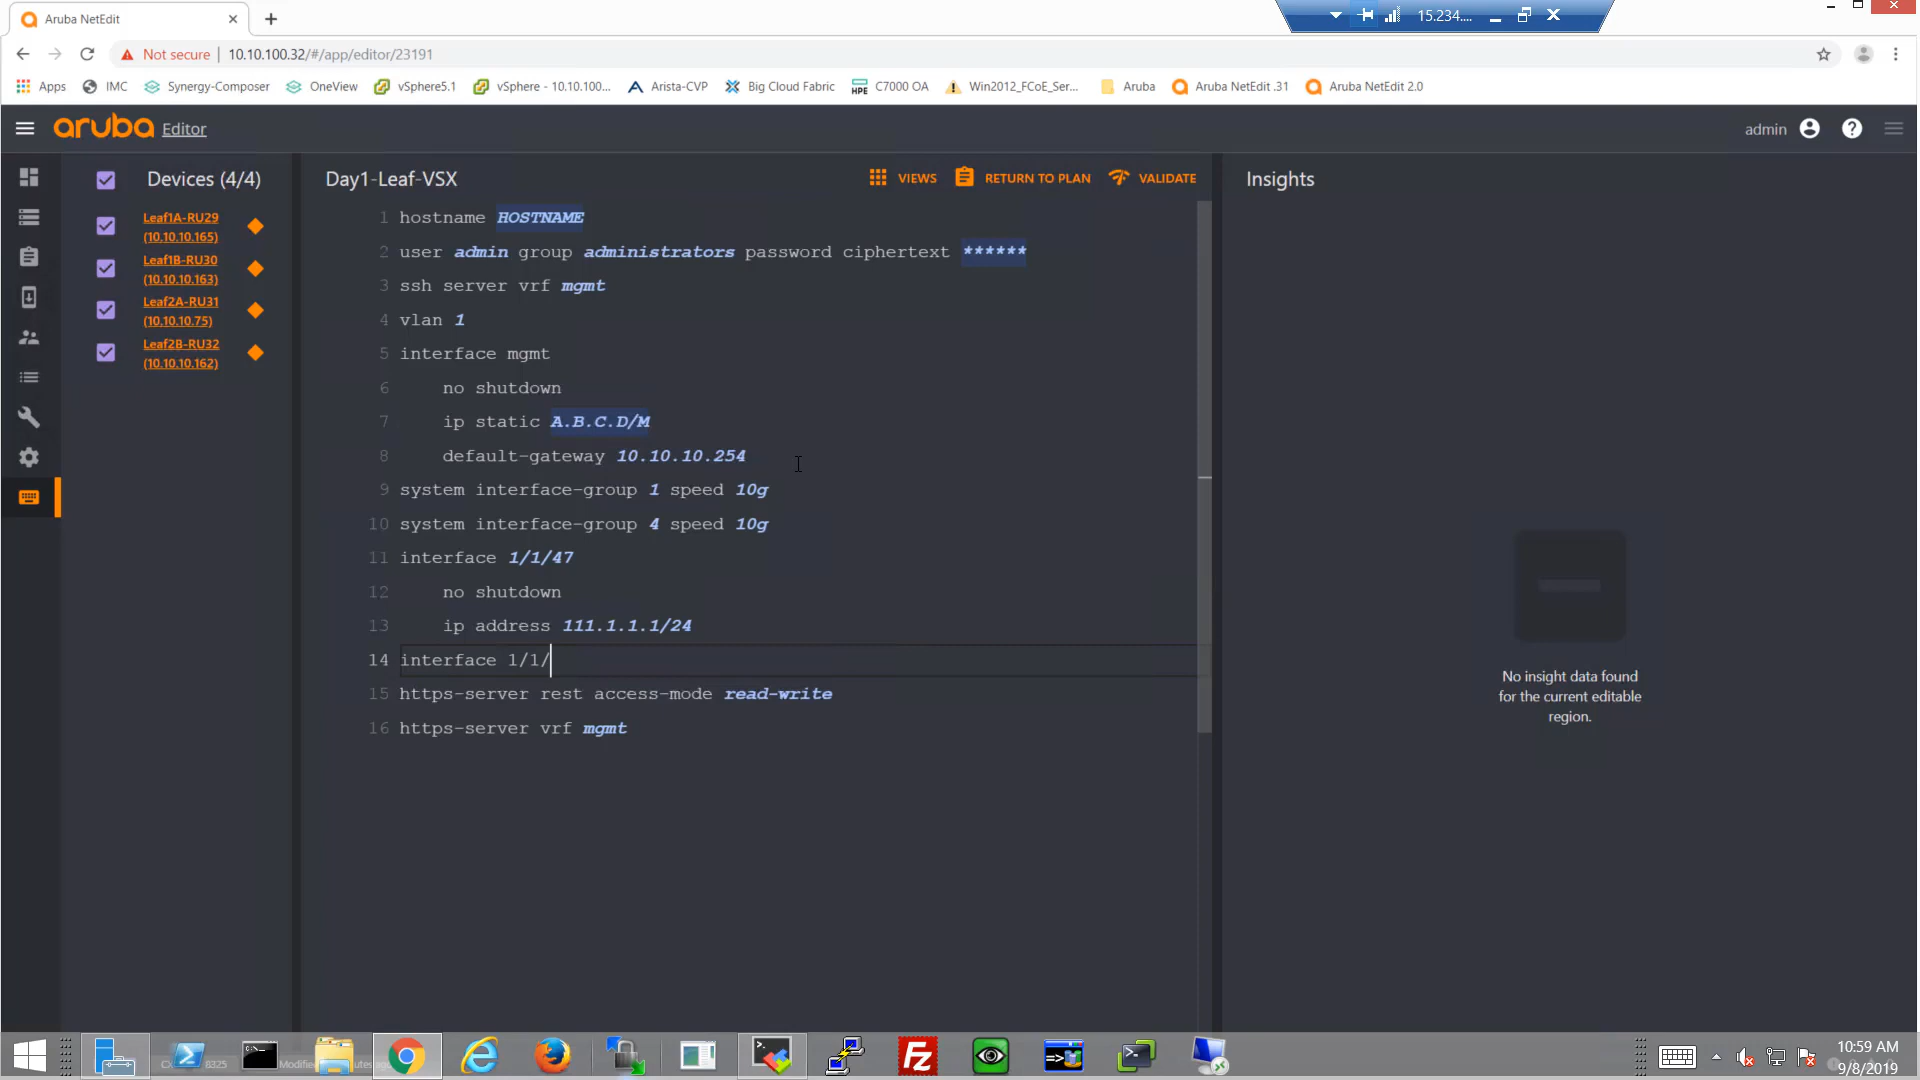 Aruba NetEdit
15.234....
Not secure | 10.10.100.32/#/app/editor/23191
Apps IMC Synergy-Composer OneView vSphere5.1 vSphere - 10.10.100... Arista-CVP Big Cloud Fabric HPE C7000 OA Win2012_FCoE_Ser... Aruba Aruba NetEdit .31 Aruba NetEdit 2.0
aruba Editor
admin
Devices (4/4)
Leaf1A-RU29
(10.10.10.165)
Leaf1B-RU30
(10.10.10.163)
Leaf2A-RU31
(10.10.10.75)
Leaf2B-RU32
(10.10.10.162)
Day1-Leaf-VSX
VIEWS RETURN TO PLAN VALIDATE
1 hostname HOSTNAME
2 user admin group administrators password ciphertext ******
3 ssh server vrf mgmt
4 vlan 1
5 interface mgmt
6 no shutdown
7 ip static A.B.C.D/M
8 default-gateway 10.10.10.254
9 system interface-group 1 speed 10g
10 system interface-group 4 speed 10g
11 interface 1/1/47
12 no shutdown
13 ip address 111.1.1.1/24
14 interface 1/1/
15 https-server rest access-mode read-write
16 https-server vrf mgmt
Insights
No insight data found
for the current editable
region.
10:59 AM
9/8/2019